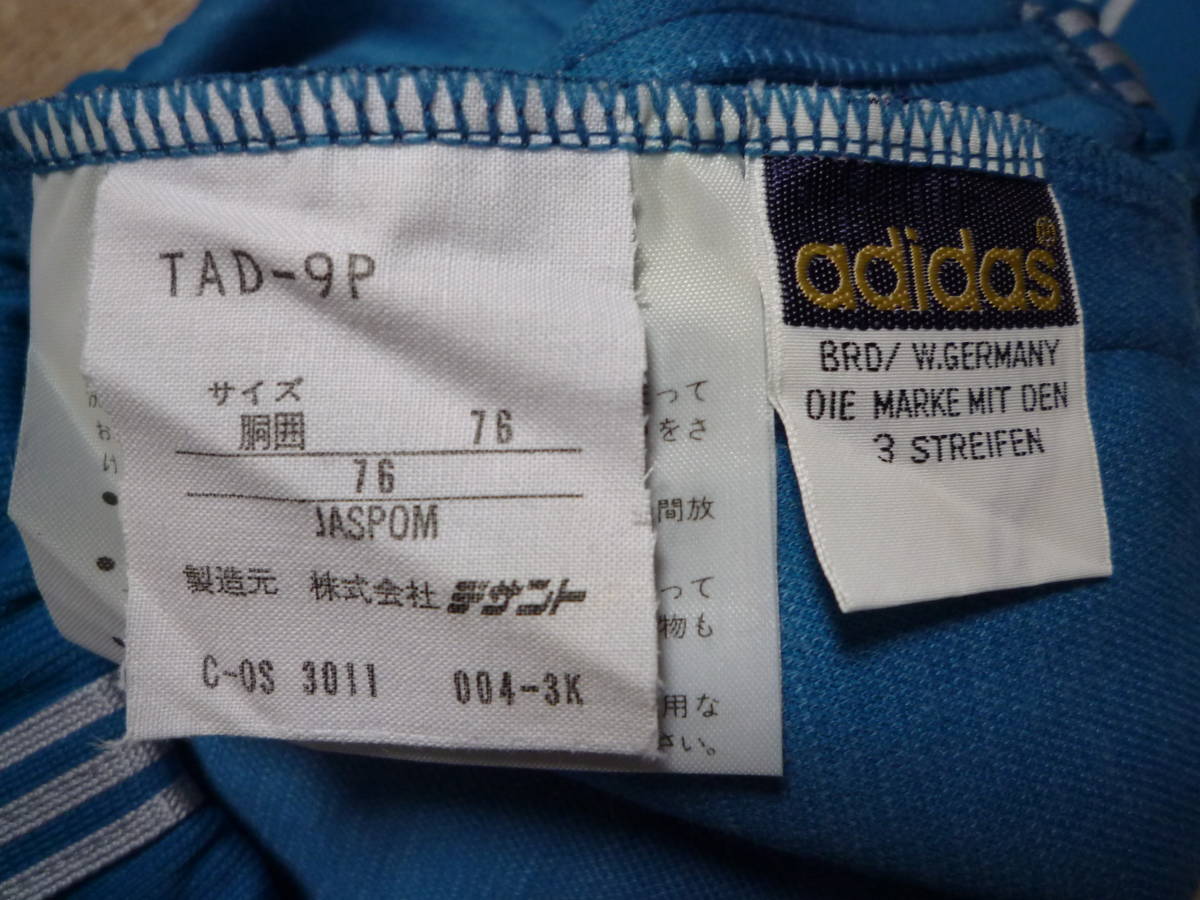 TAD-9P
サイズ
胴囲 76
76
JASPOM
製造元 株式会社 デサント
C-OS 3011 004-3K
って
をさ
間放
って
物も
用な
さい。
お
い
adidas®
BRD/ W.GERMANY
DIE MARKE MIT DEN
3 STREIFEN